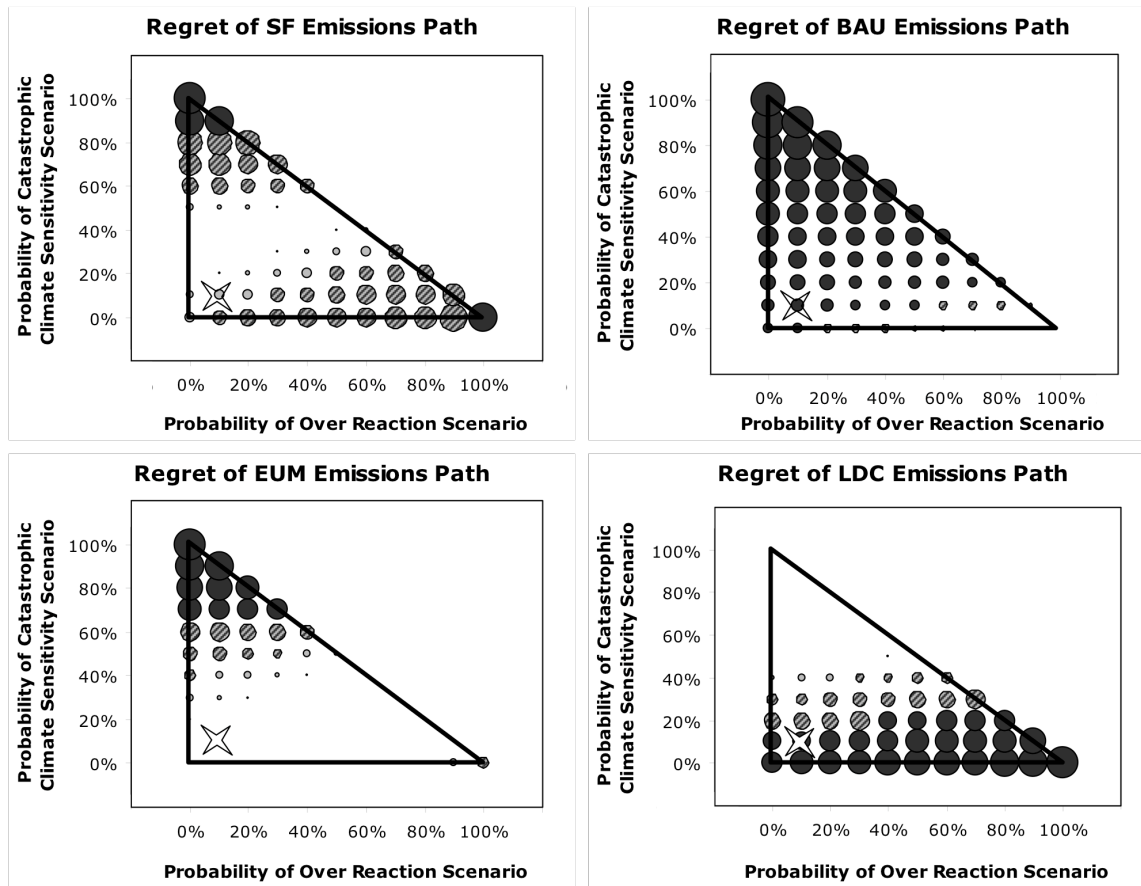 Regret of SF Emissions Path
Probability of Catastrophic
Climate Sensitivity Scenario
100%
80%
60%
40%
20%
0%
0% 20% 40% 60% 80% 100%
Probability of Over Reaction Scenario
Regret of BAU Emissions Path
Probability of Catastrophic
Climate Sensitivity Scenario
100%
80%
60%
40%
20%
0%
0% 20% 40% 60% 80% 100%
Probability of Over Reaction Scenario
Regret of EUM Emissions Path
Probability of Catastrophic
Climate Sensitivity Scenario
100%
80%
60%
40%
20%
0%
0% 20% 40% 60% 80% 100%
Probability of Over Reaction Scenario
Regret of LDC Emissions Path
Probability of Catastrophic
Climate Sensitivity Scenario
100%
80%
60%
40%
20%
0%
0% 20% 40% 60% 80% 100%
Probability of Over Reaction Scenario